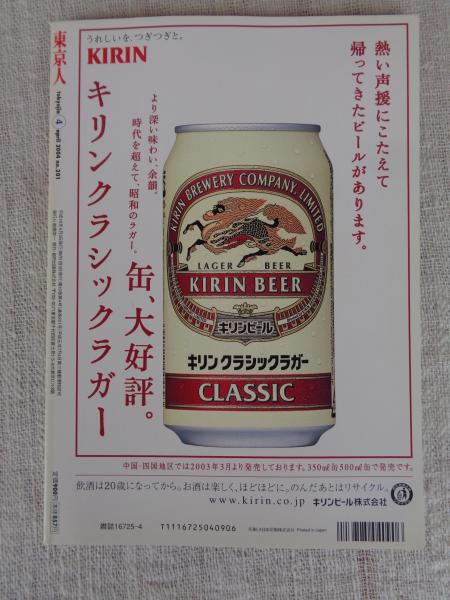 うれしいを、つぎつぎと。
KIRIN
熱い声援にこたえて
帰ってきたビールがあります。
より深い味わい、余韻。
時代を超えて、昭和のラガー。
缶、大好評。
キリンクラシックラガー
KIRIN BREWERY COMPANY, LIMITED
LAGER BEER
KIRIN BEER
キリンビール
キリン クラシックラガー
CLASSIC
中国・四国地区では2003年3月より発売しております。350㎖缶500㎖缶で発売です。
飲酒は20歳になってから。お酒は楽しく、ほどほどに。のんだあとはリサイクル。
www.kirin.co.jp キリンビール株式会社
東京人
tokyojin 4 april 2004 no.201
雑誌16725-4
T1116725040906
Printed in Japan